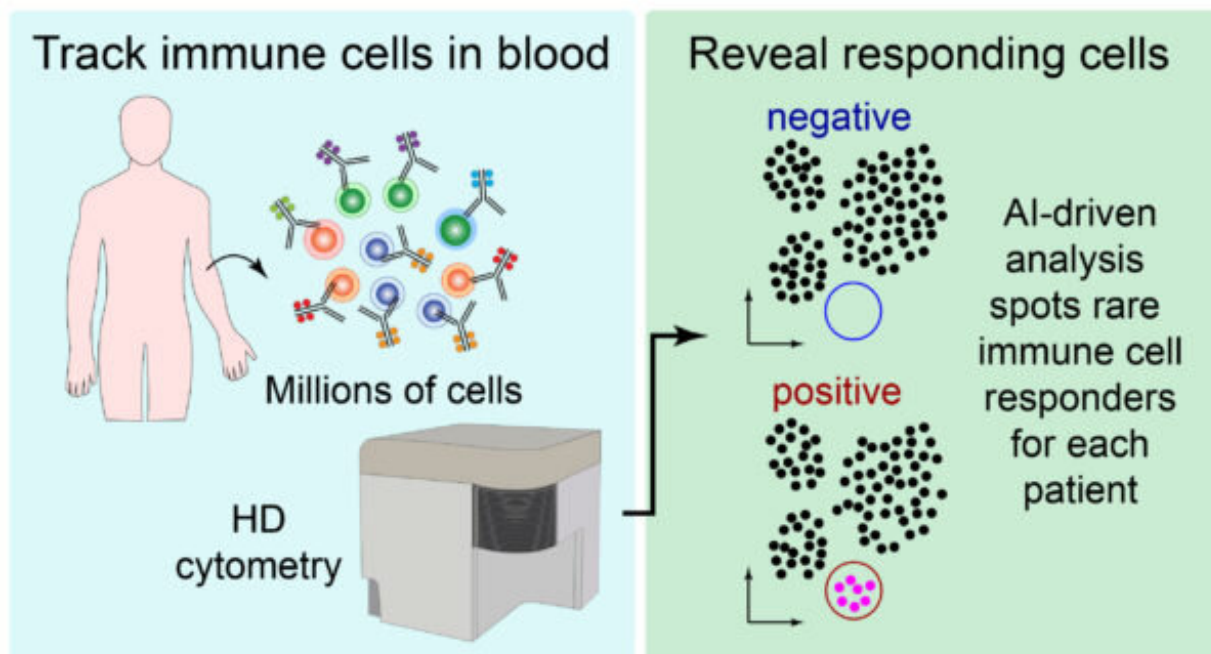 Track immune cells in blood
Millions of cells
HD
cytometry
Reveal responding cells
negative
positive
AI-driven
analysis
spots rare
immune cell
responders
for each
patient